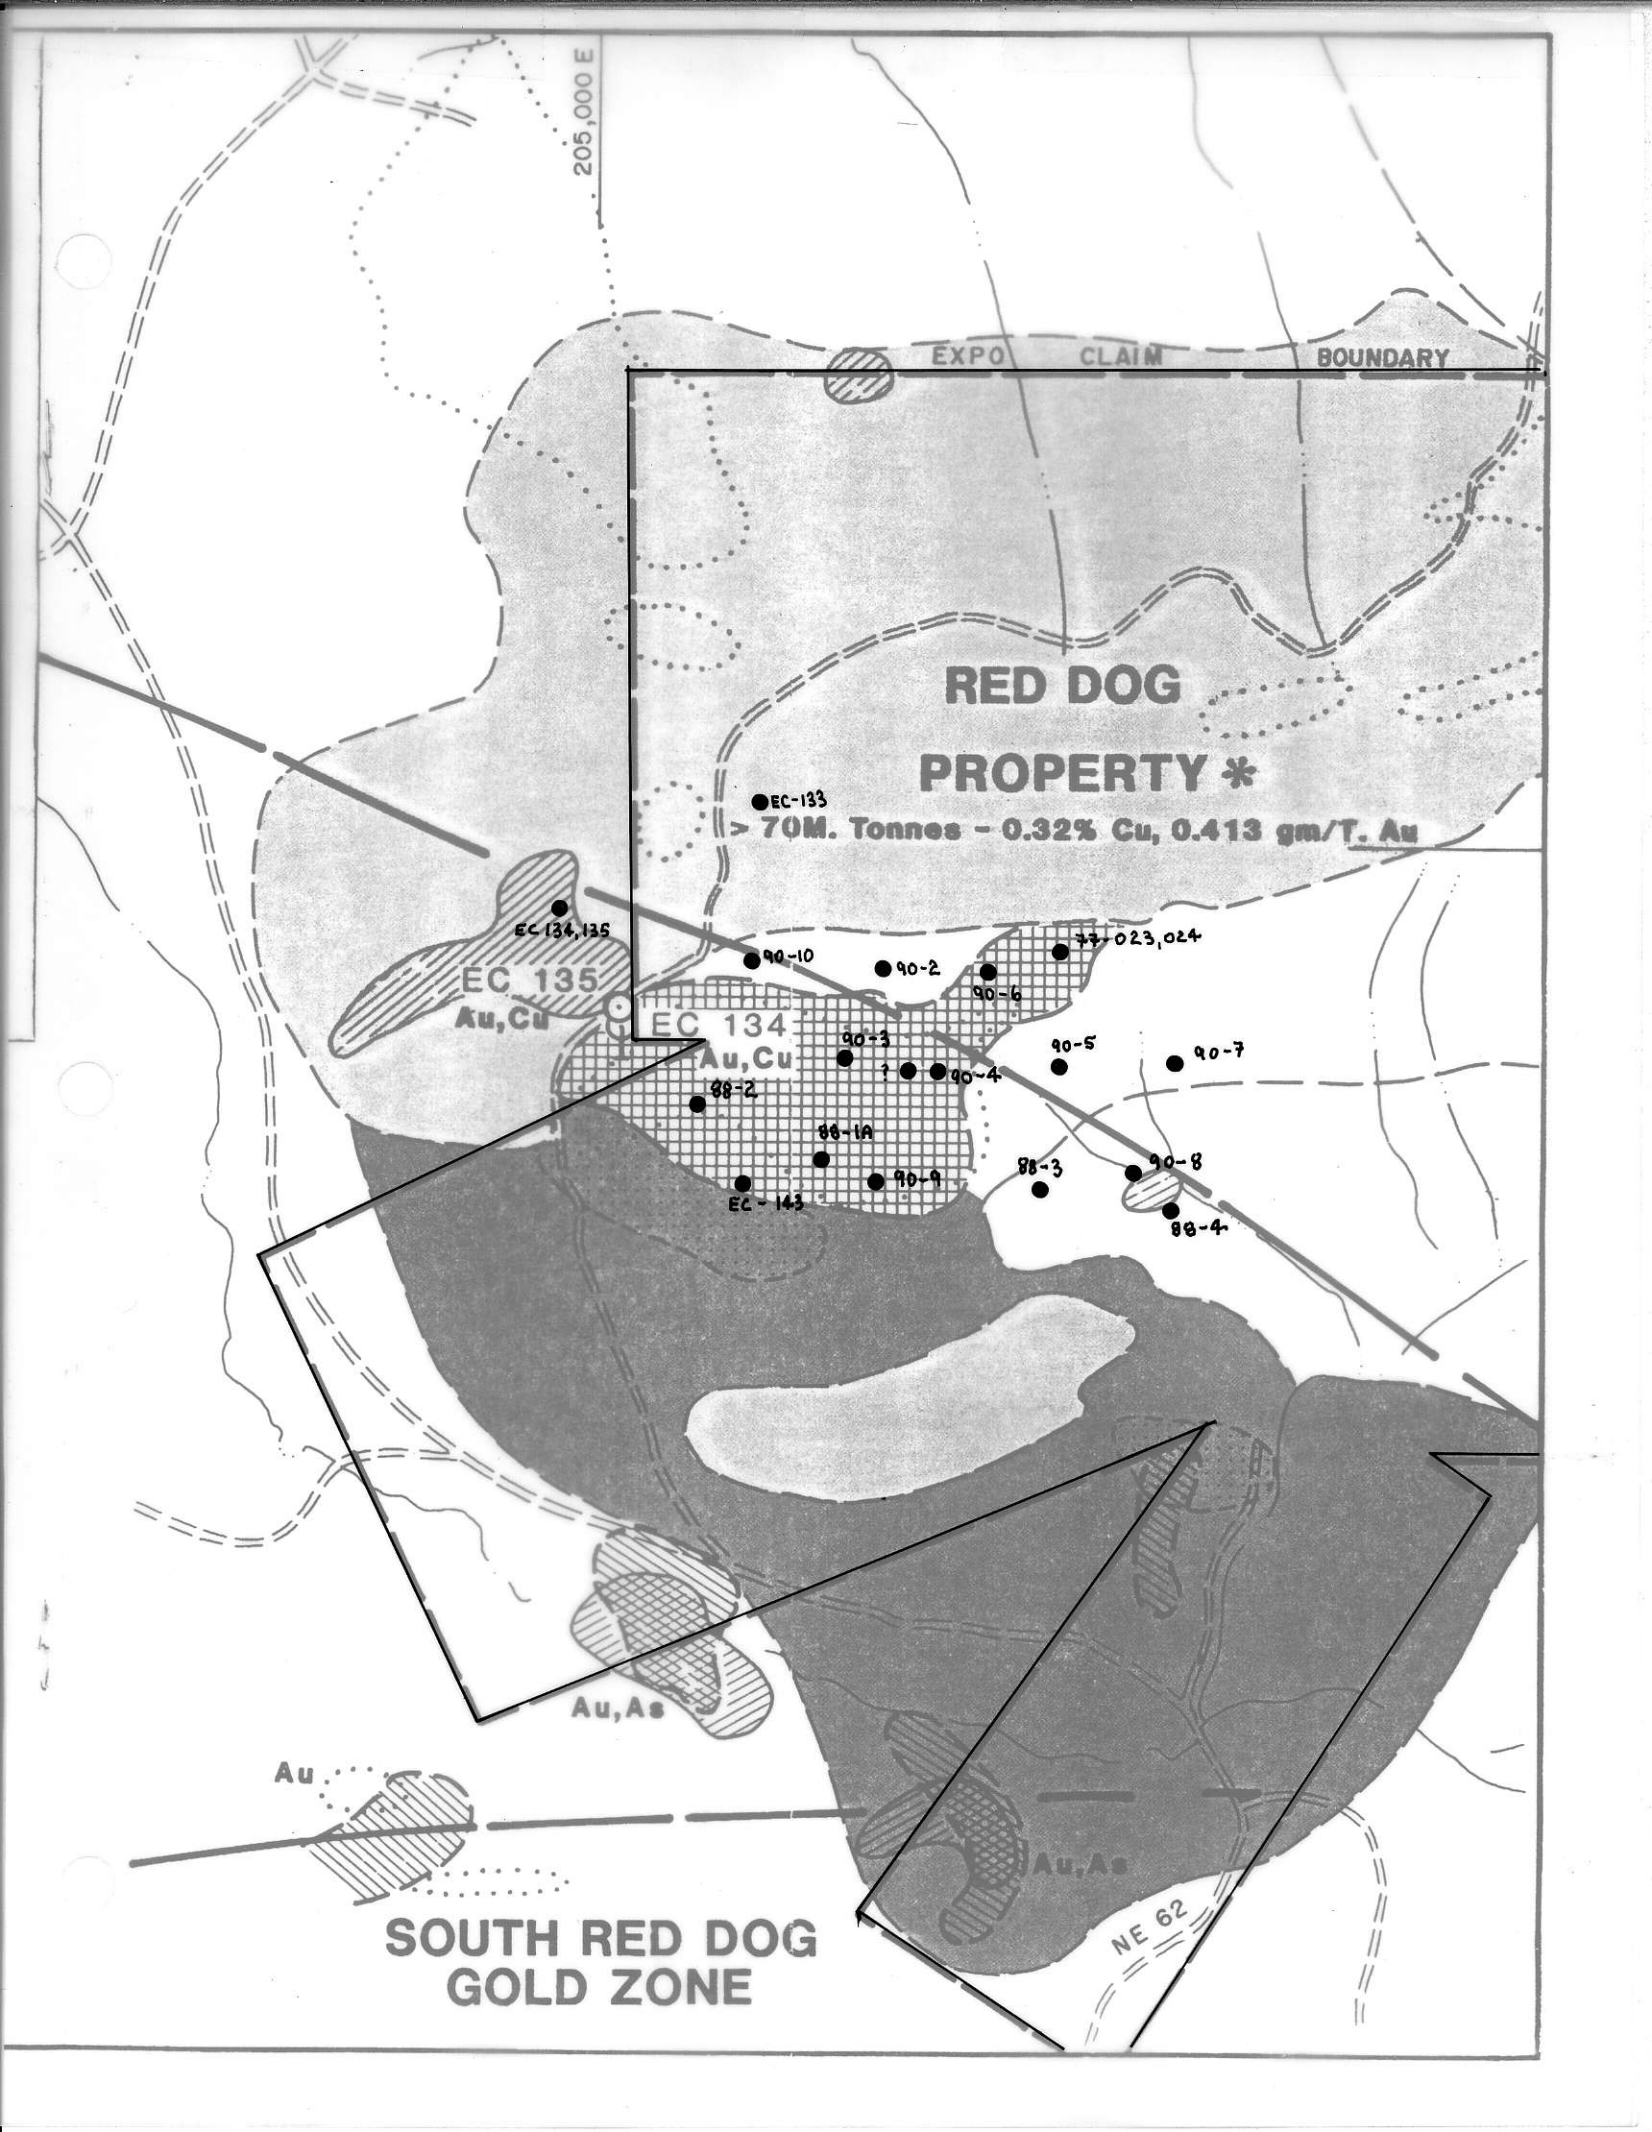 205,000 E
EXPO CLAIM BOUNDARY
RED DOG
PROPERTY *
EC-133
> 70M. Tonnes - 0.32% Cu, 0.413 gm/T. Au
EC 134,135
77-023,024
90-10
90-2
90-6
EC 135
Au,Cu
EC 134
Au,Cu
90-3
?
90-4
90-5
90-7
88-2
88-1A
88-3
90-8
EC-143
90-9
88-4
Au,As
Au
Au,As
NE 62
SOUTH RED DOG
GOLD ZONE